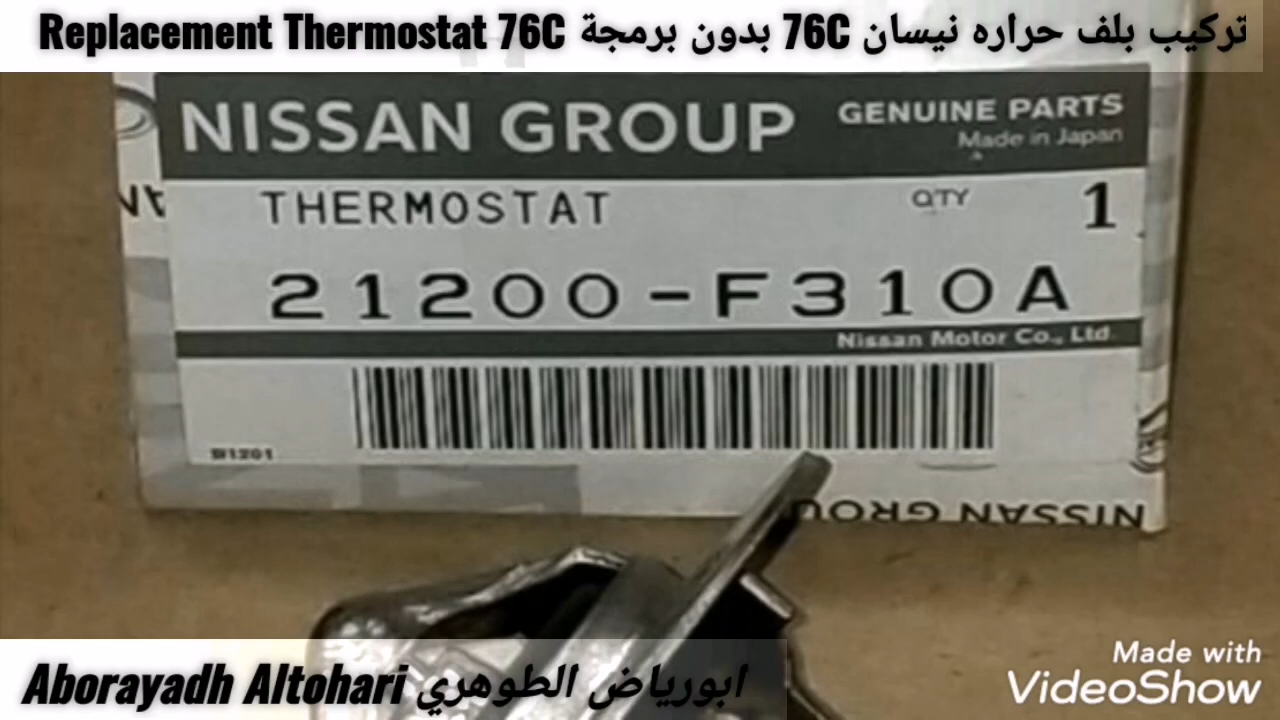 تركيب بلف حراره نيسان 76C بدون برمجة Replacement Thermostat 76C
NISSAN GROUP
GENUINE PARTS
Made in Japan
THERMOSTAT
QTY 1
21200-F310A
Nissan Motor Co., Ltd.
NISSAN GROU
Aborayadh Altohari ابورياض الطوهري
Made with
VideoShow